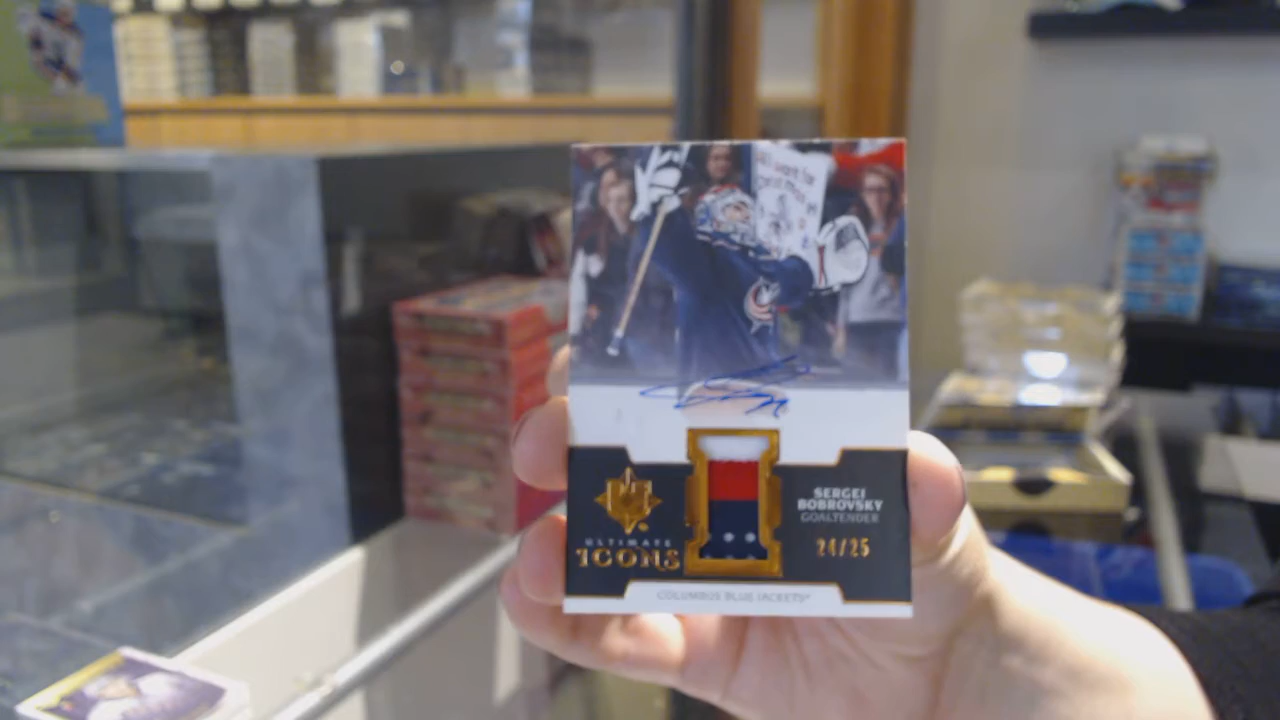 SERGEI
BOBROVSKY
GOALTENDER
24/25
ULTIMATE
ICONS
COLUMBUS BLUE JACKETS